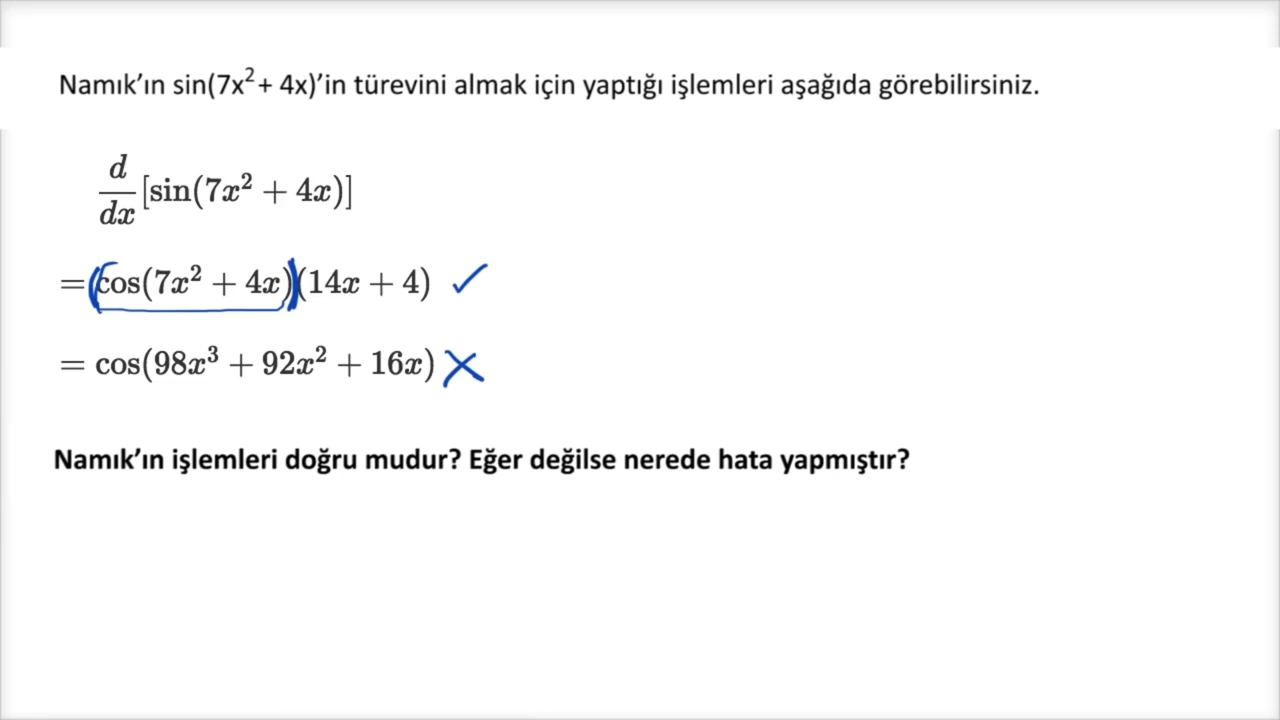 Namık’ın sin(7x²+ 4x)’in türevini almak için yaptığı işlemleri aşağıda görebilirsiniz.
d/dx [sin(7x² + 4x)]
= (cos(7x² + 4x))(14x + 4) ✓
= cos(98x³ + 92x² + 16x) ✗
Namık’ın işlemleri doğru mudur? Eğer değilse nerede hata yapmıştır?